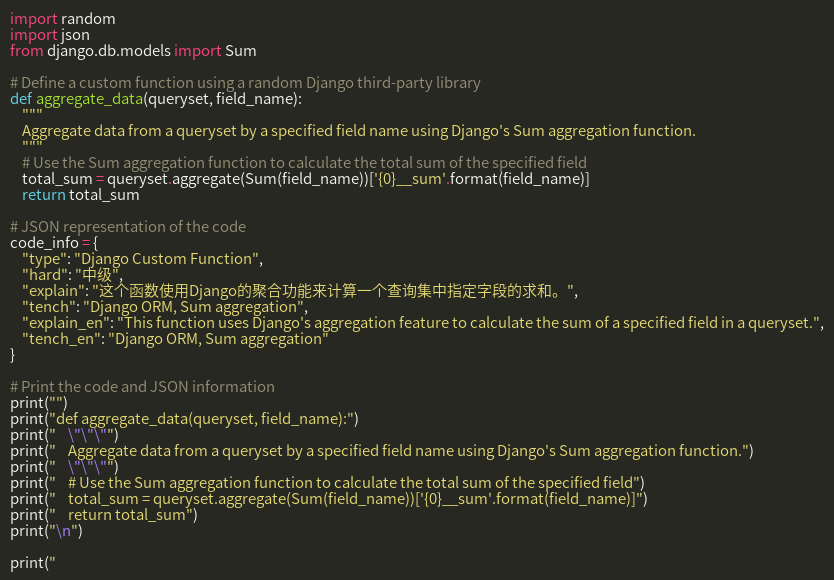 import random
import json
from django.db.models import Sum

# Define a custom function using a random Django third-party library
def aggregate_data(queryset, field_name):
    """
    Aggregate data from a queryset by a specified field name using Django's Sum aggregation function.
    """
    # Use the Sum aggregation function to calculate the total sum of the specified field
    total_sum = queryset.aggregate(Sum(field_name))['{0}__sum'.format(field_name)]
    return total_sum

# JSON representation of the code
code_info = {
    "type": "Django Custom Function",
    "hard": "中级",
    "explain": "这个函数使用Django的聚合功能来计算一个查询集中指定字段的求和。",
    "tench": "Django ORM, Sum aggregation",
    "explain_en": "This function uses Django's aggregation feature to calculate the sum of a specified field in a queryset.",
    "tench_en": "Django ORM, Sum aggregation"
}

# Print the code and JSON information
print("")
print("def aggregate_data(queryset, field_name):")
print("    \"\"\"")
print("    Aggregate data from a queryset by a specified field name using Django's Sum aggregation function.")
print("    \"\"\"")
print("    # Use the Sum aggregation function to calculate the total sum of the specified field")
print("    total_sum = queryset.aggregate(Sum(field_name))['{0}__sum'.format(field_name)]")
print("    return total_sum")
print("\n")

print("